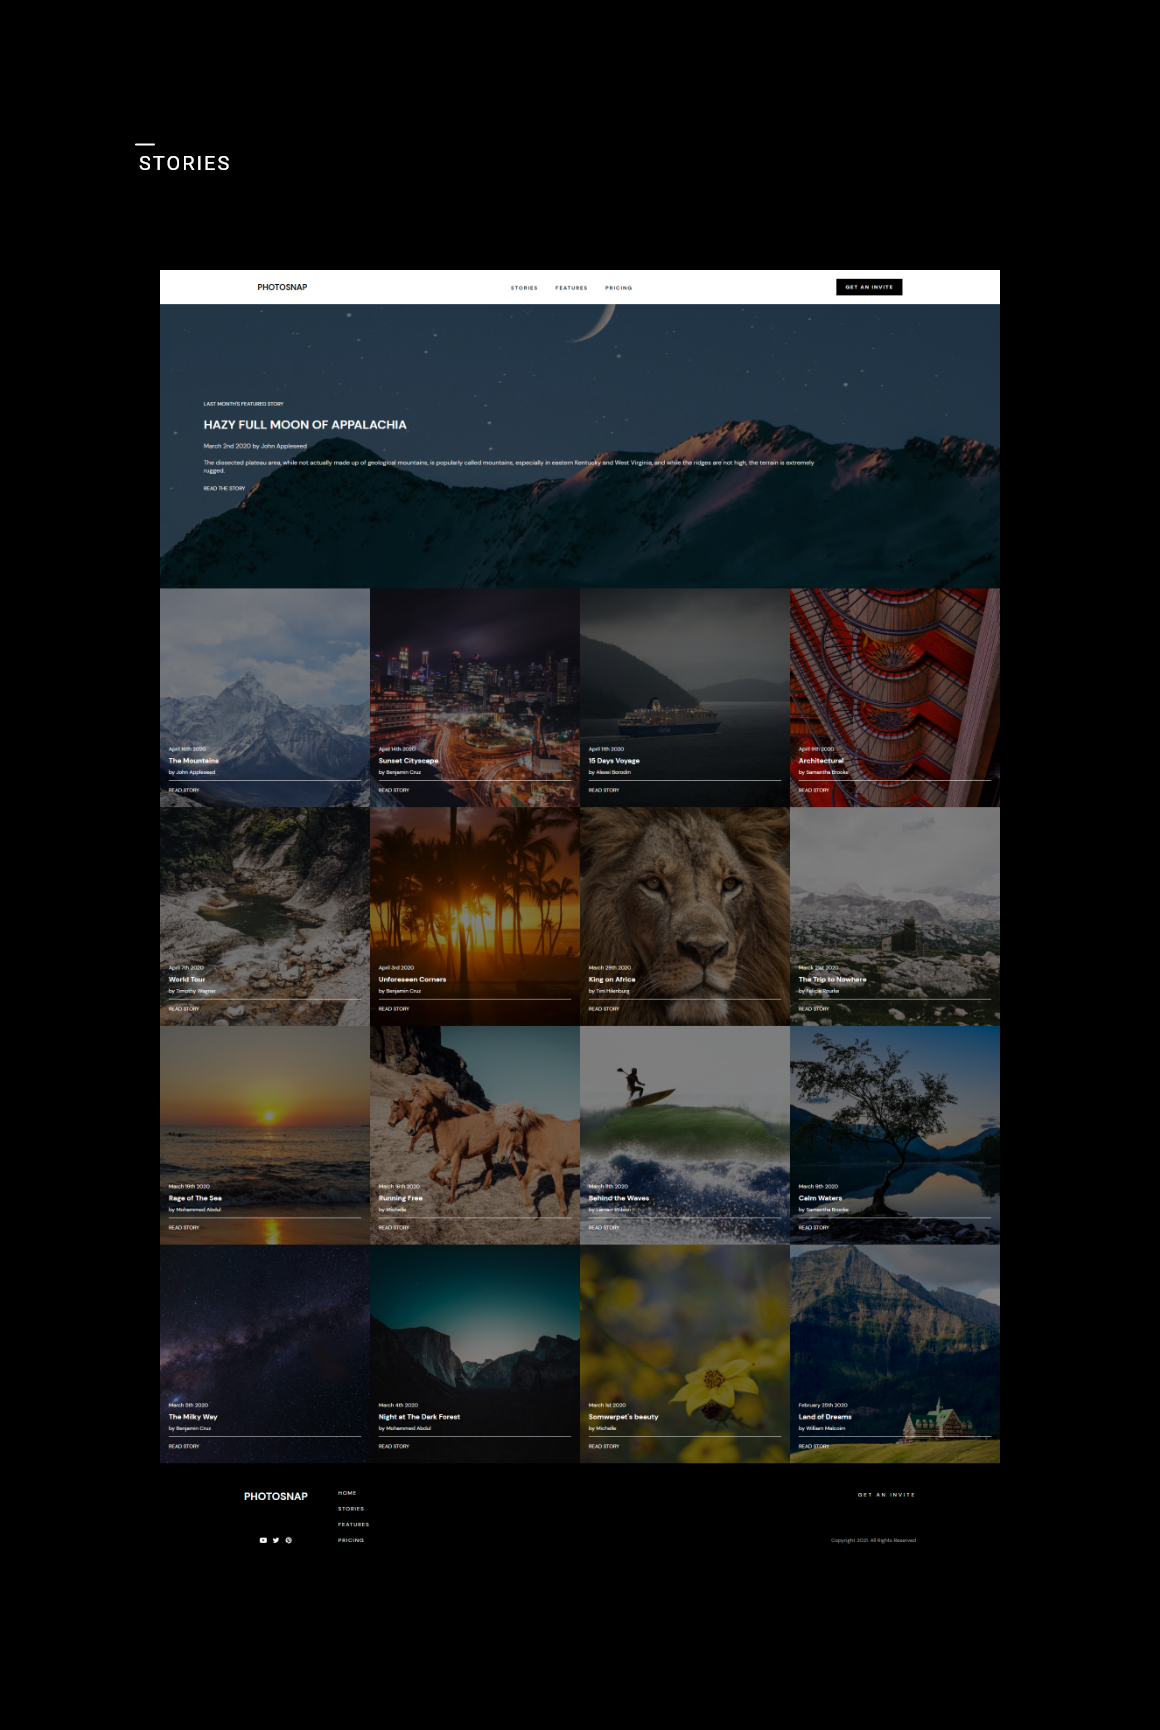 STORIES
PHOTOSNAP
STORIES FEATURES PRICING
GET AN INVITE
LAST MONTH'S FEATURED STORY
HAZY FULL MOON OF APPALACHIA
March 2nd 2020 by John Appleseed
The dissected plateau area, while not actually made up of geological mountains, is popularly called mountains, especially in eastern Kentucky and West Virginia, and while the ridges are not high, the terrain is extremely
rugged.
READ THE STORY
April 16th 2020
The Mountains
by John Appleseed
READ STORY
April 14th 2020
Sunset Cityscape
by Benjamin Cruz
READ STORY
April 11th 2020
15 Days Voyage
by Alexei Borodin
READ STORY
April 9th 2020
Architectural
by Samantha Brooke
READ STORY
April 7th 2020
World Tour
by Timothy Wagner
READ STORY
April 3rd 2020
Unforeseen Corners
by Benjamin Cruz
READ STORY
March 29th 2020
King on Africa
by Tim Hillenburg
READ STORY
March 21st 2020
The Trip to Nowhere
by Felicia Rourke
READ STORY
March 19th 2020
Rage of The Sea
by Mohammed Abdul
READ STORY
March 16th 2020
Running Free
by Michelle
READ STORY
March 11th 2020
Behind the Waves
by Lamarr Wilson
READ STORY
March 9th 2020
Calm Waters
by Samantha Brooke
READ STORY
March 5th 2020
The Milky Way
by Benjamin Cruz
READ STORY
March 4th 2020
Night at The Dark Forest
by Mohammed Abdul
READ STORY
March 1st 2020
Somwarpet's beauty
by Michelle
READ STORY
February 25th 2020
Land of Dreams
by William Malcolm
READ STORY
PHOTOSNAP
HOME
STORIES
FEATURES
PRICING
GET AN INVITE
Copyright 2021. All Rights Reserved